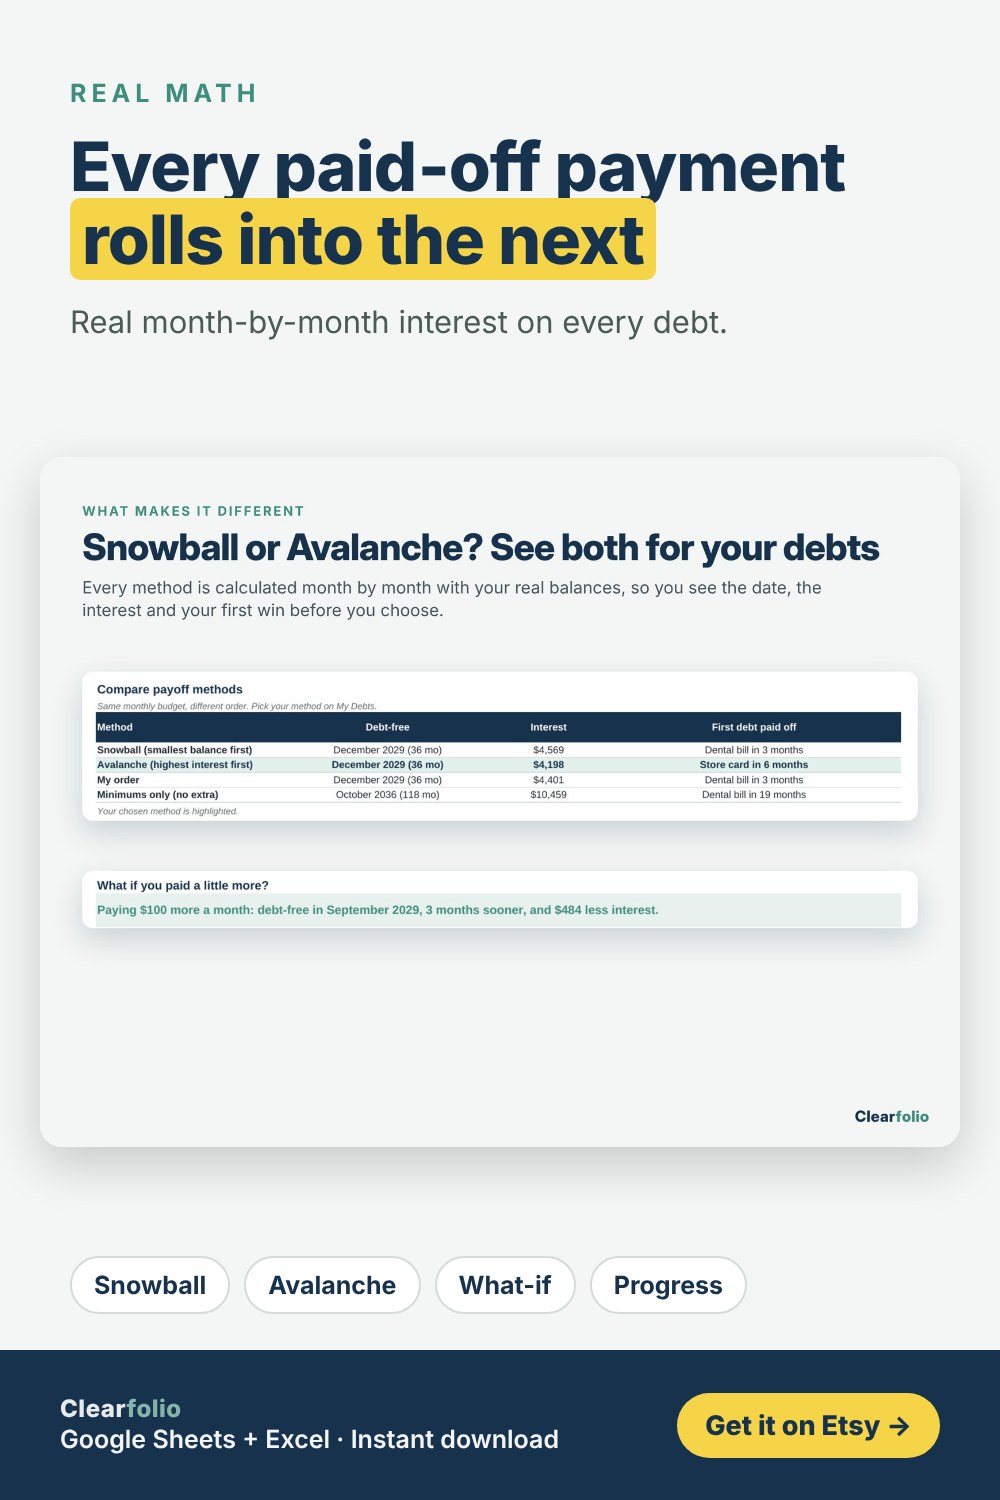 REAL MATH
Every paid-off payment
rolls into the next
Real month-by-month interest on every debt.
WHAT MAKES IT DIFFERENT
Snowball or Avalanche? See both for your debts
Every method is calculated month by month with your real balances, so you see the date, the
interest and your first win before you choose.
Compare payoff methods
Same monthly budget, different order. Pick your method on My Debts.
Method Debt-free Interest First debt paid off
Snowball (smallest balance first) December 2029 (36 mo) $4,569 Dental bill in 3 months
Avalanche (highest interest first) December 2029 (36 mo) $4,198 Store card in 6 months
My order December 2029 (36 mo) $4,401 Dental bill in 3 months
Minimums only (no extra) October 2036 (118 mo) $10,459 Dental bill in 19 months
Your chosen method is highlighted.
What if you paid a little more?
Paying $100 more a month: debt-free in September 2029, 3 months sooner, and $484 less interest.
Clearfolio
Snowball Avalanche What-if Progress
Clearfolio
Google Sheets + Excel · Instant download
Get it on Etsy →